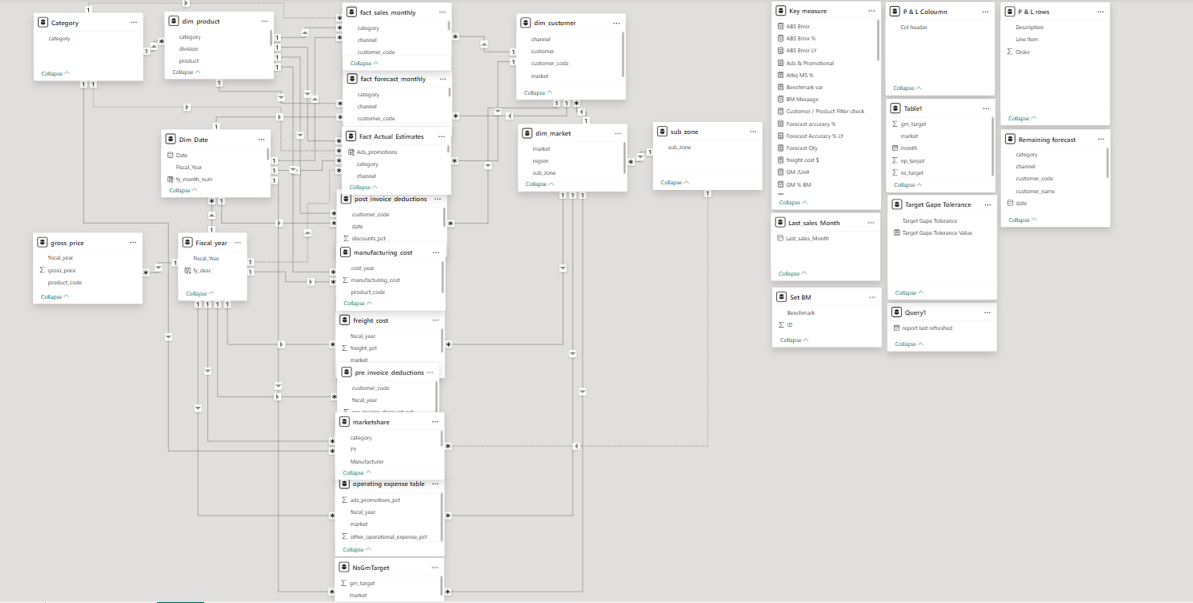 Category
category
Collapse
dim_product
category
division
product
Collapse
fact_sales_monthly
category
channel
customer_code
Collapse
fact_forecast_monthly
category
channel
customer_code
Fact_Actual_Estimates
Ads_promotions
category
channel
Collapse
post_invoice_deductions
customer_code
date
discounts_pct
manufacturing_cost
cost_year
manufacturing_cost
product_code
Collapse
freight_cost
fiscal_year
freight_pct
market
pre_invoice_deductions
customer_code
fiscal_year
marketshare
category
FY
Manufacturer
Collapse
operating expense table
ads_promotions_pct
fiscal_year
market
other_operational_expense_pct
Collapse
NsGmTarget
gm_target
market
Dim_Date
Date
Fiscal_Year
fy_month_num
Collapse
gross_price
fiscal_year
gross_price
product_code
Collapse
Fiscal_year
Fiscal_Year
fy_desc
Collapse
dim_customer
channel
customer
customer_code
market
Collapse
dim_market
market
region
sub_zone
Collapse
sub_zone
sub_zone
Collapse
Key measure
ABS Error
ABS Error %
ABS Error LY
Ads & Promotional
Atliq MS %
Benchmark var
BM Message
Customer / Product Filter check
Forecast accuracy %
Forecast Accuracy % LY
Forecast Qty
freight cost $
GM /Unit
GM % BM
Collapse
Last_sales_Month
Last_sales_Month
Collapse
Set BM
Benchmark
ID
Collapse
P & L Coloumn
Col header
Collapse
Table1
gm_target
market
month
np_target
ns_target
Collapse
Target Gape Tolerance
Target Gape Tolerance
Target Gape Tolerance Value
Collapse
Query1
report last refreshed
Collapse
P & L rows
Description
Line Item
Order
Collapse
Remaining forecast
category
channel
customer_code
customer_name
date
Collapse